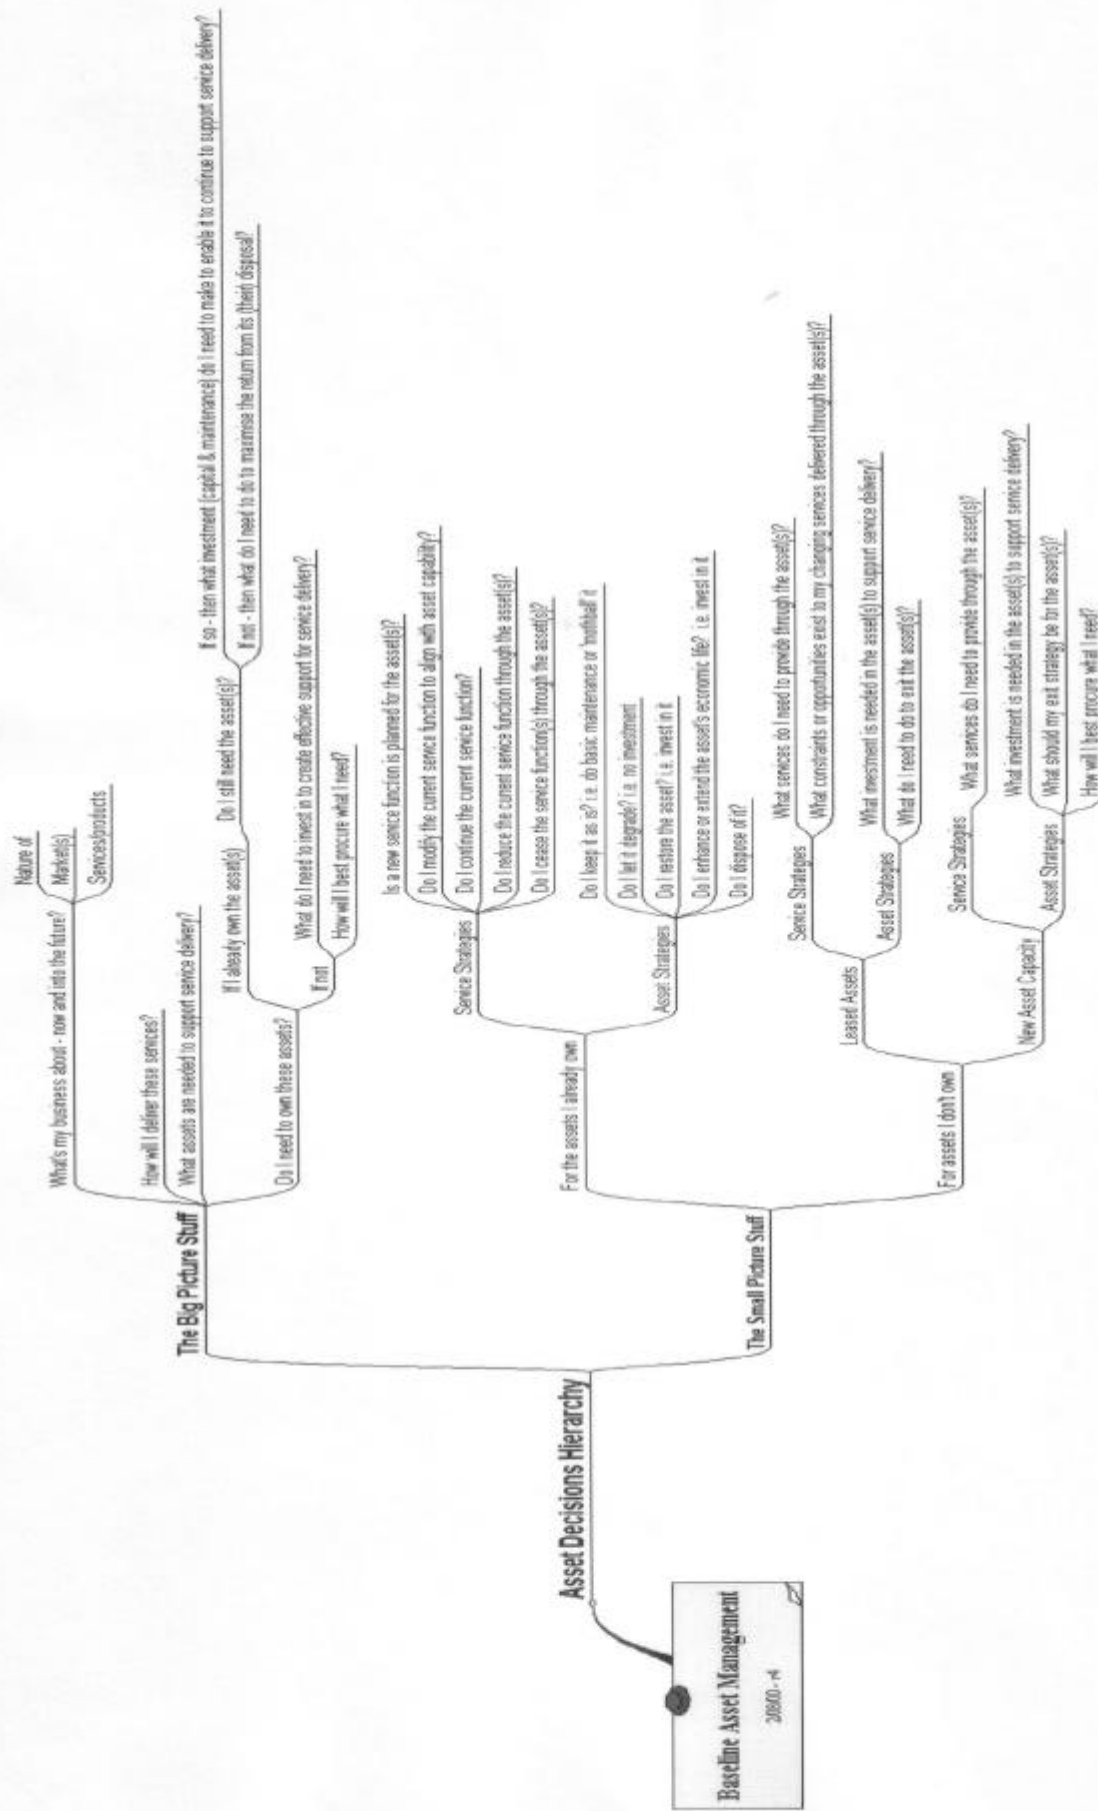 Baseline Asset Management
20/8/00 - r4
Asset Decisions Hierarchy
The Big Picture Stuff
What's my business about - now and into the future?
Nature of
Market(s)
Services/products
How will I deliver these services?
What assets are needed to support service delivery?
Do I need to own these assets?
If I already own the asset(s)
Do I still need the asset(s)?
If so - then what investment (capital & maintenance) do I need to make to enable it to continue to support service delivery?
If not - then what do I need to do to maximise the return from its (their) disposal?
If not
What do I need to invest in to create effective support for service delivery?
How will I best procure what I need?
The Small Picture Stuff
For the assets I already own
Service Strategies
Is a new service function is planned for the asset(s)?
Do I modify the current service function to align with asset capability?
Do I continue the current service function?
Do I reduce the current service function through the asset(s)?
Do I cease the service function(s) through the asset(s)?
Asset Strategies
Do I keep it as is? i.e. do basic maintenance or 'mothball' it
Do I let it degrade? i.e. no investment
Do I restore the asset? i.e. invest in it
Do I enhance or extend the asset's economic life? i.e. invest in it
Do I dispose of it?
For assets I don't own
Leased Assets
Service Strategies
What services do I need to provide through the asset(s)?
What constraints or opportunities exist to my changing services delivered through the asset(s)?
Asset Strategies
What investment is needed in the asset(s) to support service delivery?
What do I need to do to exit the asset(s)?
New Asset Capacity
Service Strategies
What services do I need to provide through the asset(s)?
Asset Strategies
What investment is needed in the asset(s) to support service delivery?
What should my exit strategy be for the asset(s)?
How will I best procure what I need?